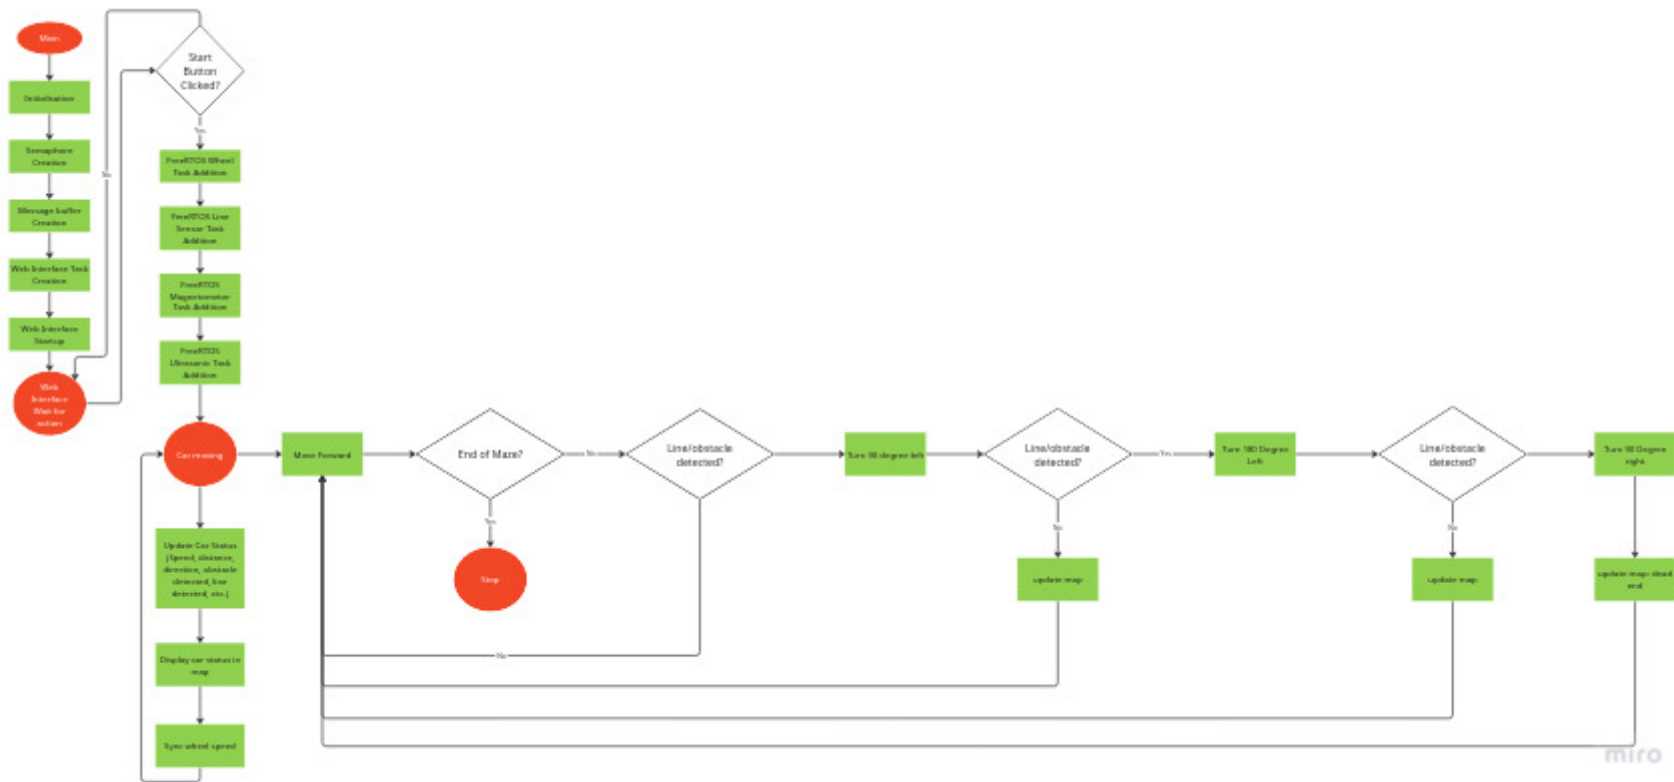 Main
Initialisation
Semaphore
Creation
Message buffer
Creation
Web Interface Task
Creation
Web Interface
Startup
Web
Interface
Wait for
action
No
Start
Button
Clicked?
Yes
FreeRTOS Wheel
Task Addition
FreeRTOS Line
Sensor Task
Addition
FreeRTOS
Magnetometer
Task Addition
FreeRTOS
Ultrasonic Task
Addition
Car moving
Update Car Status
(Speed, distance,
direction, obstacle
detected, line
detected, etc.)
Display car status in
map
Sync wheel speed
Move Forward
End of Maze?
Yes
Stop
No
Line/obstacle
detected?
No
Turn 90 degree left
Line/obstacle
detected?
No
update map
Yes
Turn 180 Degree
Left
Line/obstacle
detected?
No
update map
Turn 90 Degree
right
update map: dead
end
miro